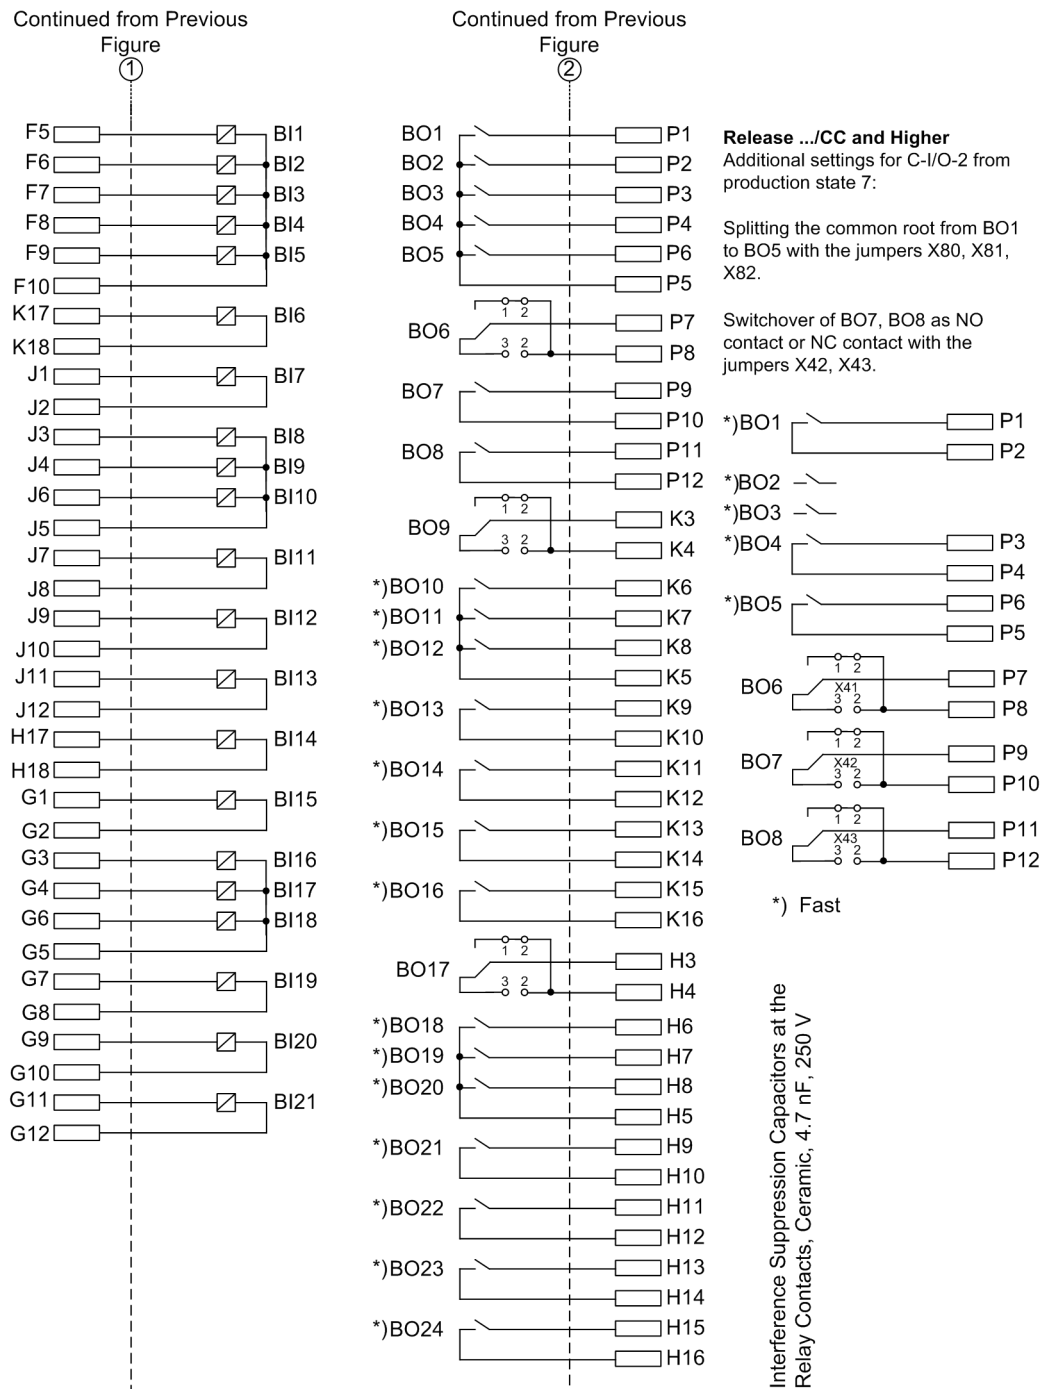 Continued from Previous
Figure
1
F5 BI1
F6 BI2
F7 BI3
F8 BI4
F9 BI5
F10
K17 BI6
K18
J1 BI7
J2
J3 BI8
J4 BI9
J6 BI10
J5
J7 BI11
J8
J9 BI12
J10
J11 BI13
J12
H17 BI14
H18
G1 BI15
G2
G3 BI16
G4 BI17
G6 BI18
G5
G7 BI19
G8
G9 BI20
G10
G11 BI21
G12
Continued from Previous
Figure
2
BO1 P1
BO2 P2
BO3 P3
BO4 P4
BO5 P6
P5
1 2
BO6 P7
3 2 P8
BO7 P9
P10
BO8 P11
P12
1 2
BO9 K3
3 2 K4
*)BO10 K6
*)BO11 K7
*)BO12 K8
K5
*)BO13 K9
K10
*)BO14 K11
K12
*)BO15 K13
K14
*)BO16 K15
K16
1 2
BO17 H3
3 2 H4
*)BO18 H6
*)BO19 H7
*)BO20 H8
H5
*)BO21 H9
H10
*)BO22 H11
H12
*)BO23 H13
H14
*)BO24 H15
H16
Release .../CC and Higher
Additional settings for C-I/O-2 from
production state 7:
Splitting the common root from BO1
to BO5 with the jumpers X80, X81,
X82.
Switchover of BO7, BO8 as NO
contact or NC contact with the
jumpers X42, X43.
*)BO1 P1
P2
*)BO2
*)BO3
*)BO4 P3
P4
*)BO5 P6
P5
1 2
BO6 X41 P7
3 2 P8
1 2
BO7 X42 P9
3 2 P10
1 2
BO8 X43 P11
3 2 P12
*) Fast
Interference Suppression Capacitors at the
Relay Contacts, Ceramic, 4.7 nF, 250 V